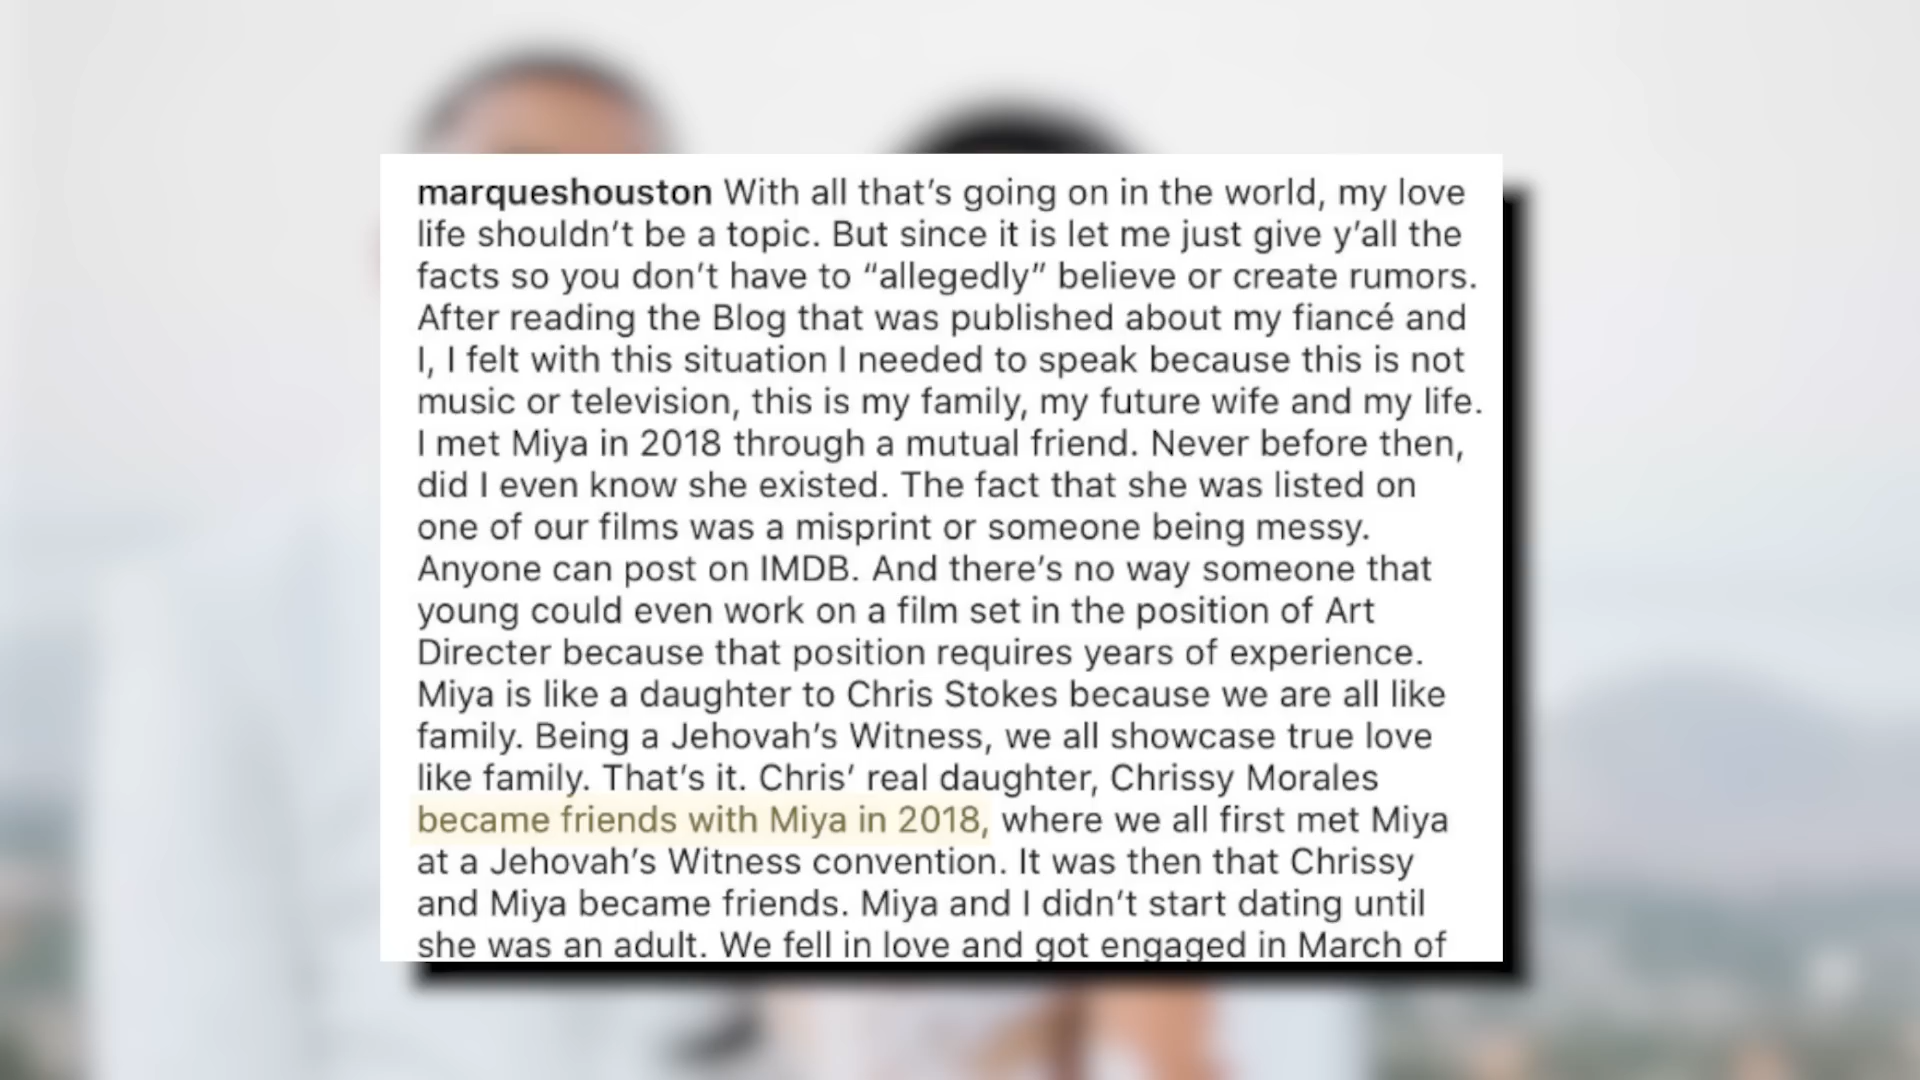 marqueshouston With all that’s going on in the world, my love
life shouldn’t be a topic. But since it is let me just give y’all the
facts so you don’t have to “allegedly” believe or create rumors.
After reading the Blog that was published about my fiancé and
I, I felt with this situation I needed to speak because this is not
music or television, this is my family, my future wife and my life.
I met Miya in 2018 through a mutual friend. Never before then,
did I even know she existed. The fact that she was listed on
one of our films was a misprint or someone being messy.
Anyone can post on IMDB. And there’s no way someone that
young could even work on a film set in the position of Art
Directer because that position requires years of experience.
Miya is like a daughter to Chris Stokes because we are all like
family. Being a Jehovah’s Witness, we all showcase true love
like family. That’s it. Chris’ real daughter, Chrissy Morales
became friends with Miya in 2018, where we all first met Miya
at a Jehovah’s Witness convention. It was then that Chrissy
and Miya became friends. Miya and I didn’t start dating until
she was an adult. We fell in love and got engaged in March of